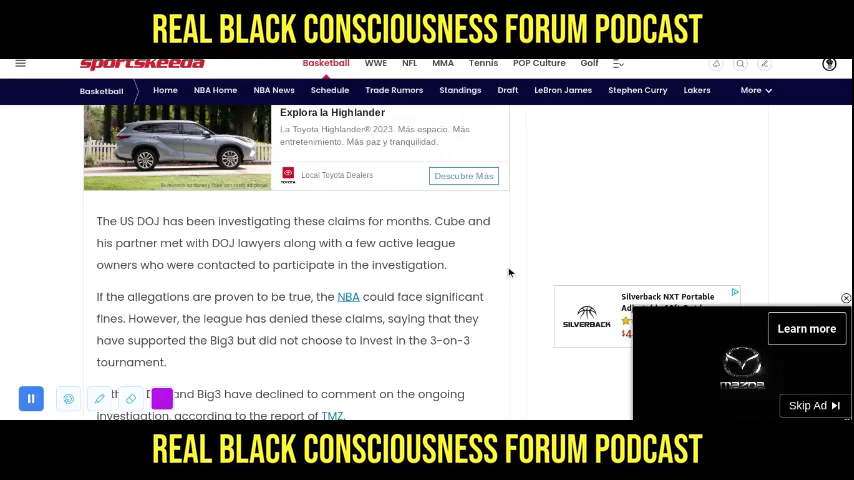 REAL BLACK CONSCIOUSNESS FORUM PODCAST
sportskeeda
Basketball WWE NFL MMA Tennis POP Culture Golf
Basketball Home NBA Home NBA News Schedule Trade Rumors Standings Draft LeBron James Stephen Curry Lakers More
Explora la Highlander
La Toyota Highlander® 2023. Más espacio. Más
entretenimiento. Más paz y tranquilidad.
TOYOTA
Local Toyota Dealers
Descubre Más
The US DOJ has been investigating these claims for months. Cube and
his partner met with DOJ lawyers along with a few active league
owners who were contacted to participate in the investigation.
If the allegations are proven to be true, the NBA could face significant
fines. However, the league has denied these claims, saying that they
have supported the Big3 but did not choose to invest in the 3-on-3
tournament.
and Big3 have declined to comment on the ongoing
investigation, according to the report of TMZ.
Silverback NXT Portable
SILVERBACK
Learn more
mazda
Skip Ad
REAL BLACK CONSCIOUSNESS FORUM PODCAST